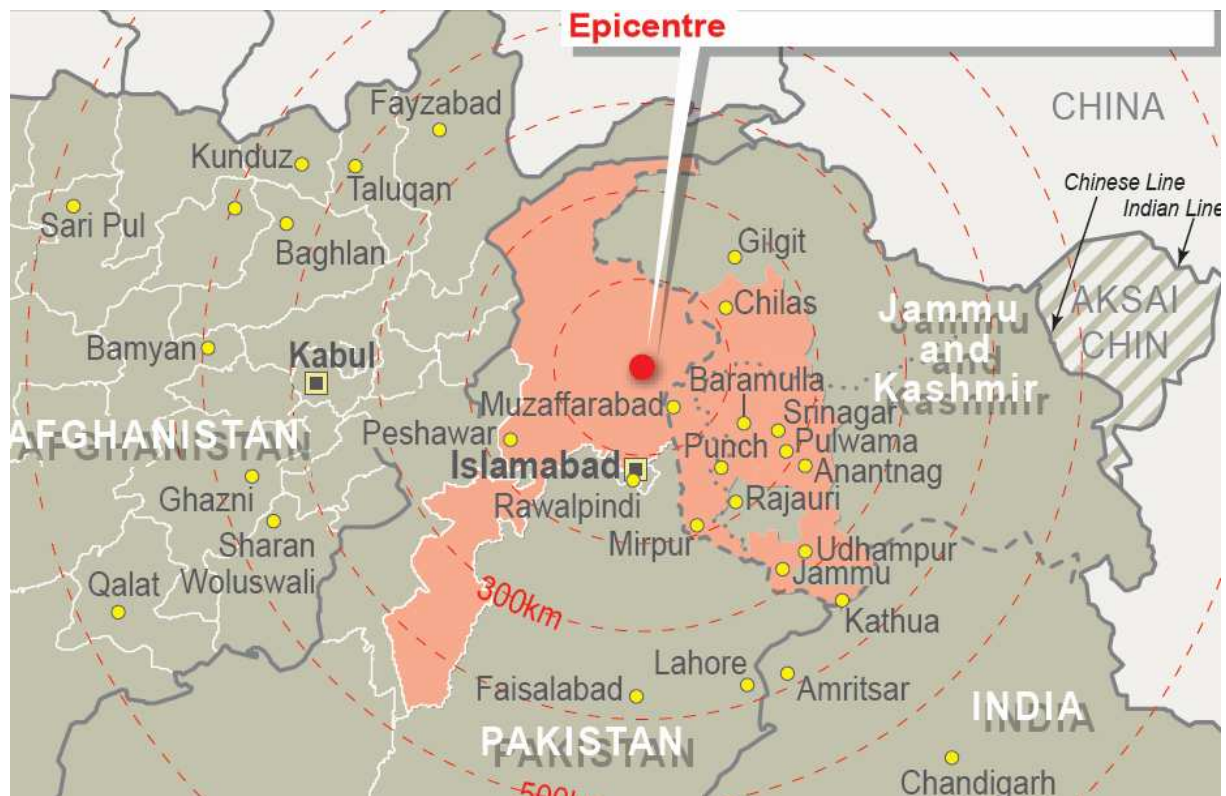 Epicentre
CHINA
Fayzabad
Kunduz
Taluqan
Chinese Line
Indian Line
Sari Pul
Baghlan
Gilgit
Chilas
Jammu
and
Kashmir
AKSAI
CHIN
Bamyan
Kabul
Baramulla
Muzaffarabad
Srinagar
Peshawar
Punch
Pulwama
AFGHANISTAN
Islamabad
Anantnag
Ghazni
Rawalpindi
Rajauri
Sharan
Mirpur
Udhampur
Qalat
Woluswali
Jammu
300km
Kathua
Lahore
Faisalabad
Amritsar
INDIA
PAKISTAN
Chandigarh